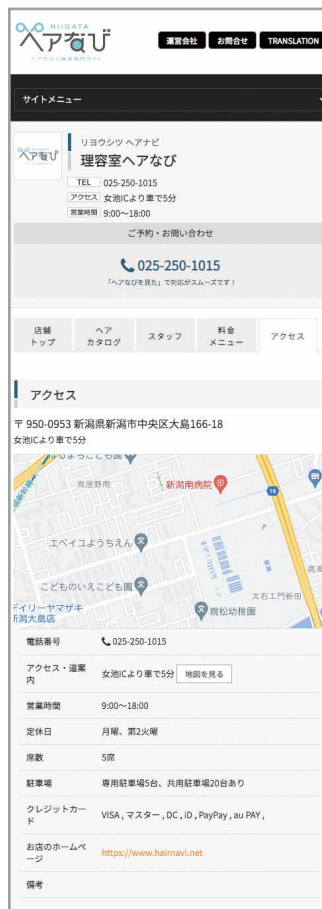 NIIGATA
ヘアなび
ヘアサロン検索専門サイト
運営会社
お問合せ
TRANSLATION
サイトメニュー
ヘアなび
リヨウシツ ヘアナビ
理容室ヘアなび
TEL 025-250-1015
アクセス 女池ICより車で5分
営業時間 9:00～18:00
ご予約・お問い合わせ
025-250-1015
「ヘアなびを見た」で対応がスムーズです！
店舗
トップ
ヘア
カタログ
スタッフ
料金
メニュー
アクセス
アクセス
〒 950-0953 新潟県新潟市中央区大島166-18
女池ICより車で5分
鳥屋野南
新潟南病院
16
エベイユようちえん
こどものいえこども園
太右エ門新田
デイリーヤマザキ
新潟大島店
親松幼稚園
電話番号 025-250-1015
アクセス・道案
内
女池ICより車で5分 地図を見る
営業時間 9:00～18:00
定休日 月曜、第2火曜
席数 5席
駐車場 専用駐車場5台、共用駐車場20台あり
クレジットカー
ド
VISA , マスター , DC , iD , PayPay , au PAY ,
お店のホームペ
ージ
https://www.hairnavi.net
備考